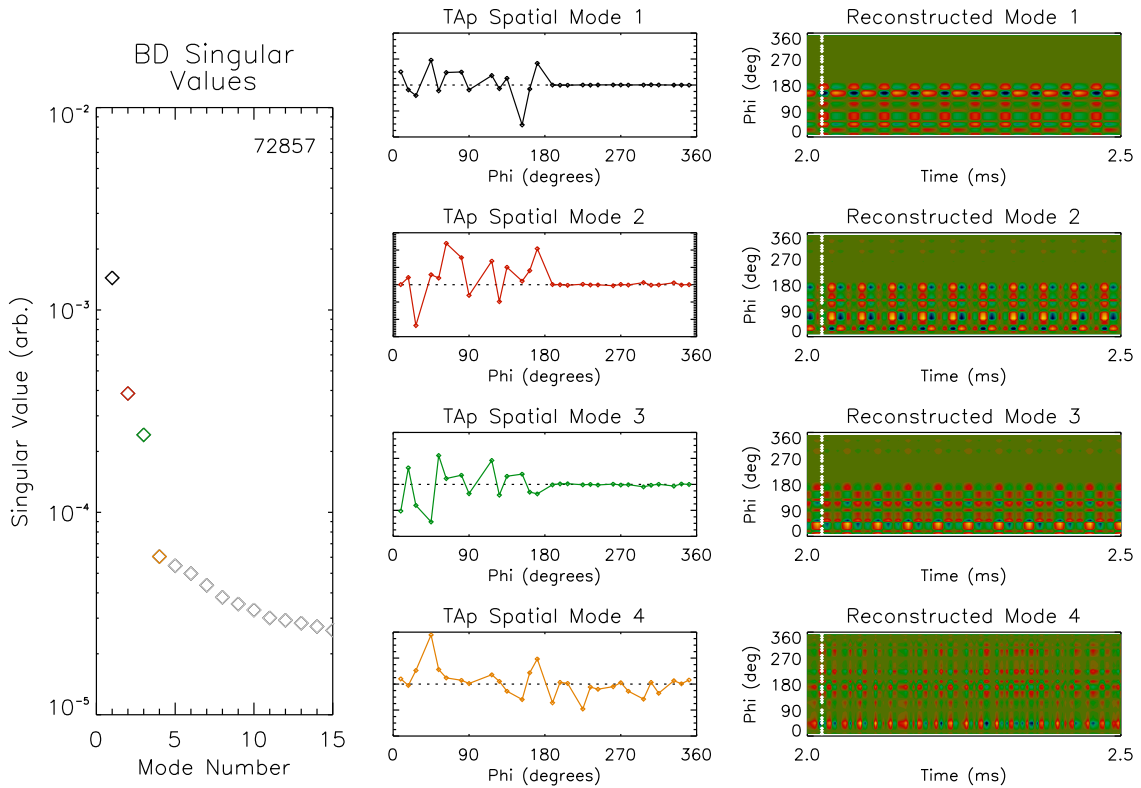 BD Singular
Values
72857
10^-2
10^-3
10^-4
10^-5
Singular Value (arb.)
0 5 10 15
Mode Number
TAp Spatial Mode 1
0 90 180 270 360
Phi (degrees)
TAp Spatial Mode 2
0 90 180 270 360
Phi (degrees)
TAp Spatial Mode 3
0 90 180 270 360
Phi (degrees)
TAp Spatial Mode 4
0 90 180 270 360
Phi (degrees)
Reconstructed Mode 1
360
270
180
90
0
Phi (deg)
2.0 2.5
Time (ms)
Reconstructed Mode 2
360
270
180
90
0
Phi (deg)
2.0 2.5
Time (ms)
Reconstructed Mode 3
360
270
180
90
0
Phi (deg)
2.0 2.5
Time (ms)
Reconstructed Mode 4
360
270
180
90
0
Phi (deg)
2.0 2.5
Time (ms)